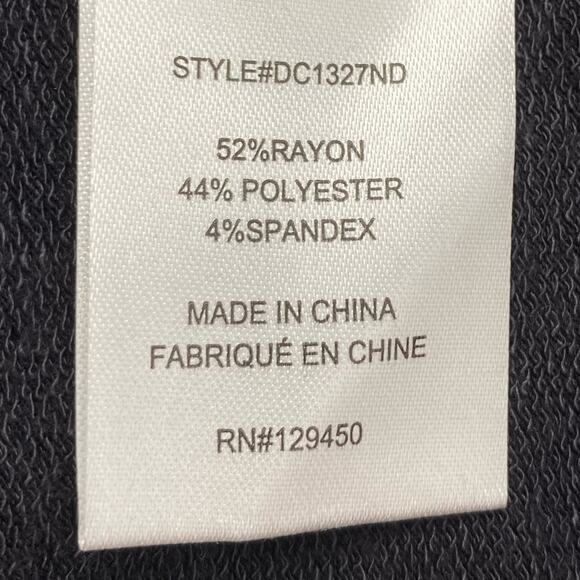 STYLE#DC1327ND
52%RAYON
44% POLYESTER
4%SPANDEX
MADE IN CHINA
FABRIQUÉ EN CHINE
RN#129450